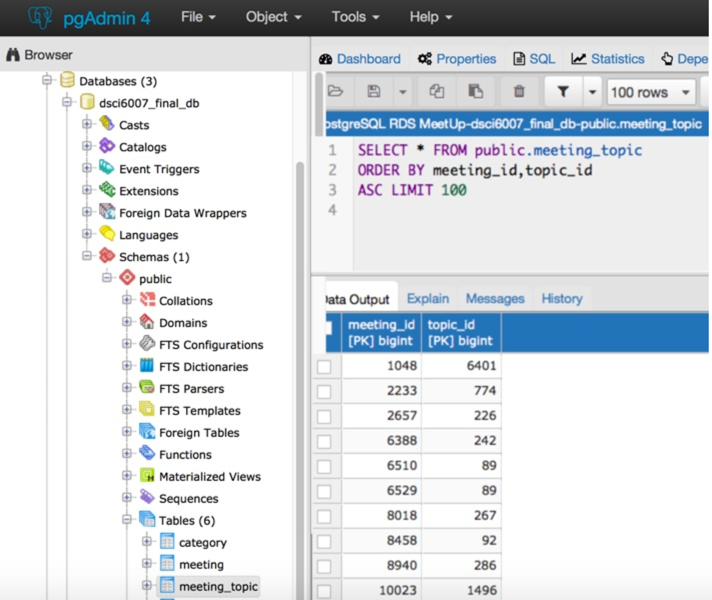 pgAdmin 4 File Object Tools Help
Browser
Dashboard Properties SQL Statistics
100 rows
RDS MeetUp-dsci6007_final_db-public.meeting_topic
1 SELECT * FROM public.meeting_topic
2 ORDER BY meeting_id,topic_id
3 ASC LIMIT 100
4
Databases (3)
dsci6007_final_db
Casts
Catalogs
Event Triggers
Extensions
Foreign Data Wrappers
Languages
Schemas (1)
public
Collations
Domains
FTS Configurations
FTS Dictionaries
FTS Parsers
FTS Templates
Foreign Tables
Functions
Materialized Views
Sequences
Tables (6)
category
meeting
meeting_topic
Output Explain Messages History
meeting_id topic_id
[PK] bigint [PK] bigint
1048 6401
2233 774
2657 226
6388 242
6510 89
6529 89
8018 267
8458 92
8940 286
10023 1496